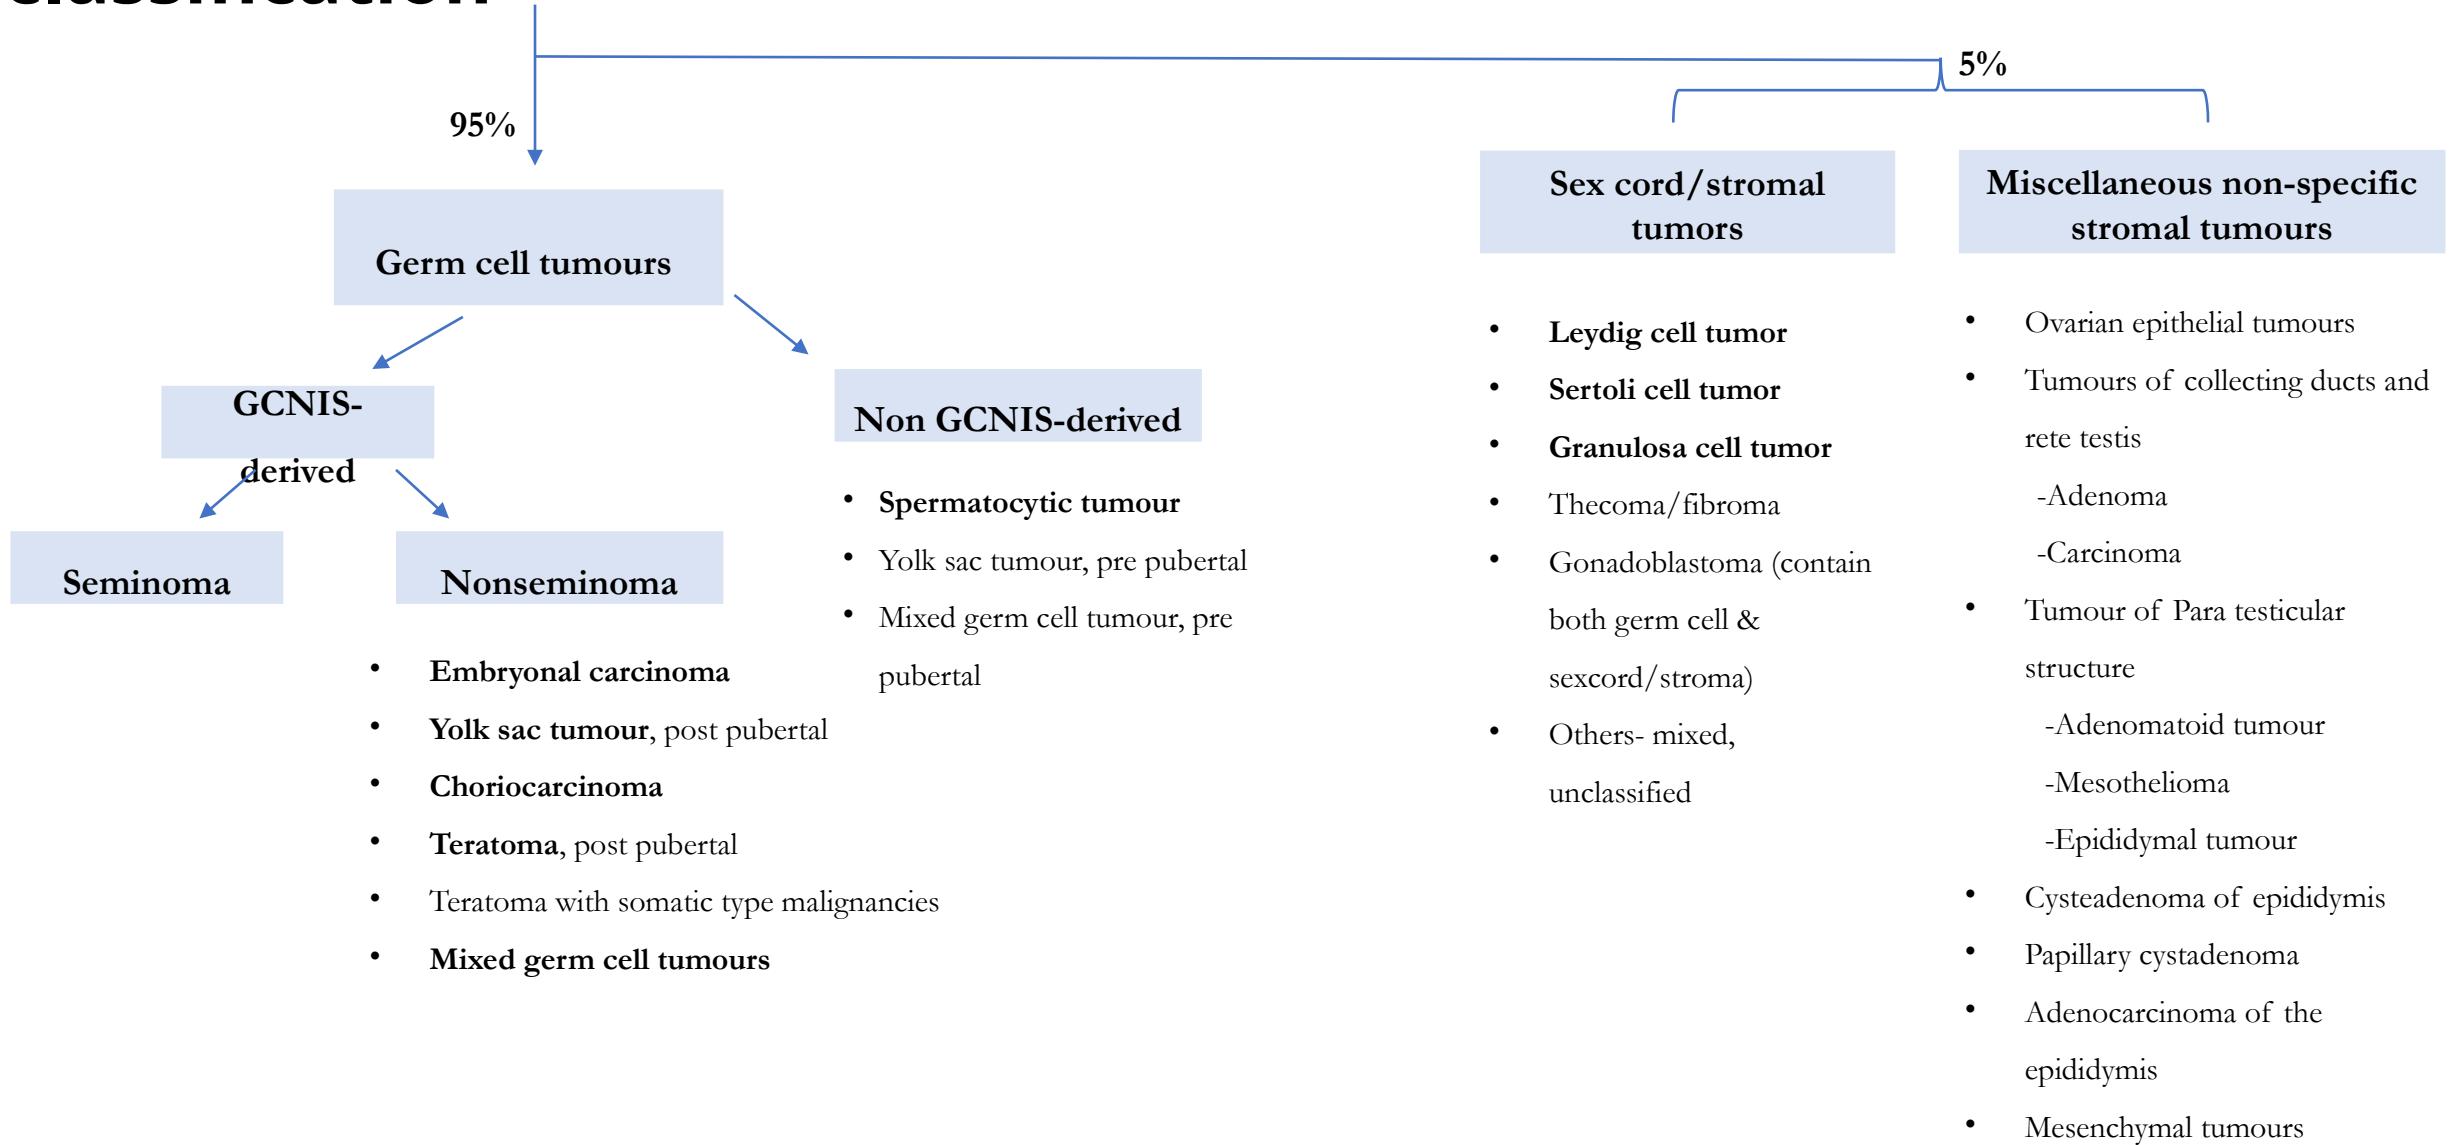 classification
5%
95%
Germ cell tumours
GCNIS-
derived
Non GCNIS-derived
Seminoma
Nonseminoma
• Embryonal carcinoma
• Yolk sac tumour, post pubertal
• Choriocarcinoma
• Teratoma, post pubertal
• Teratoma with somatic type malignancies
• Mixed germ cell tumours
• Spermatocytic tumour
• Yolk sac tumour, pre pubertal
• Mixed germ cell tumour, pre
pubertal
Sex cord/stromal
tumors
• Leydig cell tumor
• Sertoli cell tumor
• Granulosa cell tumor
• Thecoma/fibroma
• Gonadoblastoma (contain
both germ cell &
sexcord/stroma)
• Others- mixed,
unclassified
Miscellaneous non-specific
stromal tumours
• Ovarian epithelial tumours
• Tumours of collecting ducts and
rete testis
-Adenoma
-Carcinoma
• Tumour of Para testicular
structure
-Adenomatoid tumour
-Mesothelioma
-Epididymal tumour
• Cysteadenoma of epididymis
• Papillary cystadenoma
• Adenocarcinoma of the
epididymis
• Mesenchymal tumours